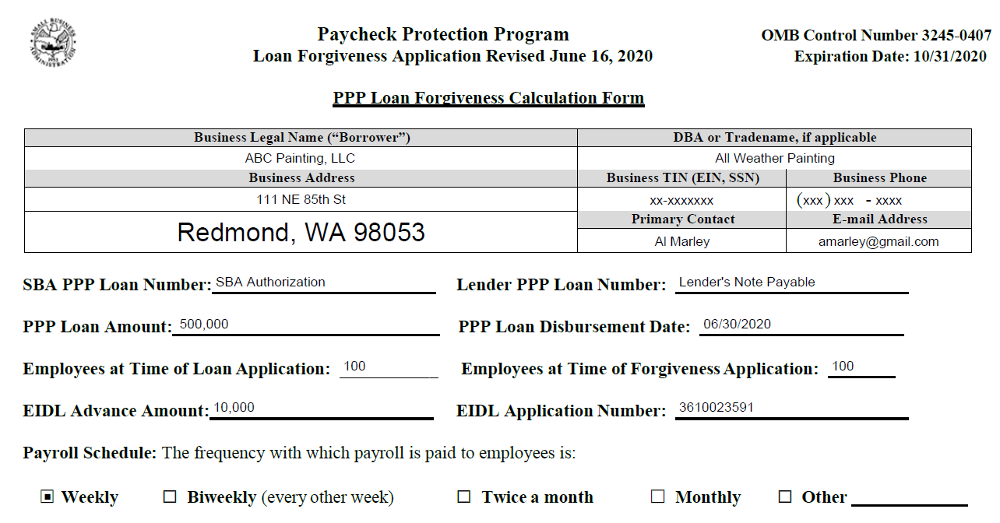 SMALL BUSINESS
ADMINISTRATION
1953
Paycheck Protection Program
OMB Control Number 3245-0407
Loan Forgiveness Application Revised June 16, 2020
Expiration Date: 10/31/2020
PPP Loan Forgiveness Calculation Form
Business Legal Name (“Borrower”)
DBA or Tradename, if applicable
ABC Painting, LLC
All Weather Painting
Business Address
Business TIN (EIN, SSN)
Business Phone
111 NE 85th St
xx-xxxxxxx
(xxx) xxx - xxxx
Primary Contact
E-mail Address
Redmond, WA 98053
Al Marley
amarley@gmail.com
SBA PPP Loan Number: SBA Authorization
Lender PPP Loan Number: Lender's Note Payable
PPP Loan Amount: 500,000
PPP Loan Disbursement Date: 06/30/2020
Employees at Time of Loan Application: 100
Employees at Time of Forgiveness Application: 100
EIDL Advance Amount: 10,000
EIDL Application Number: 3610023591
Payroll Schedule: The frequency with which payroll is paid to employees is:
Weekly
Biweekly (every other week)
Twice a month
Monthly
Other